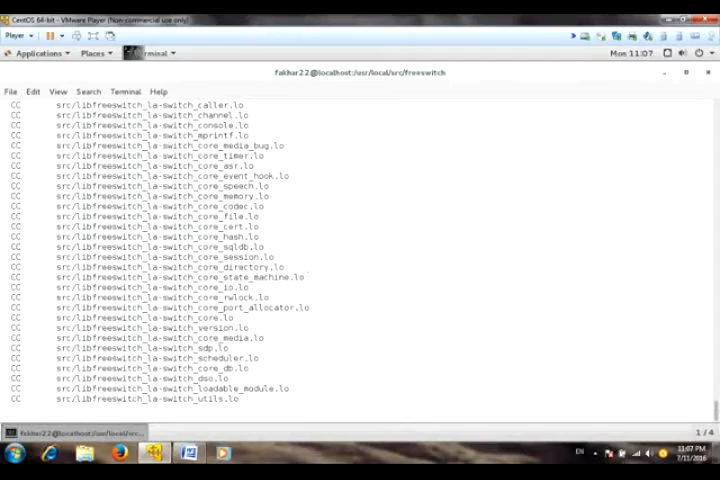 CentOS 64-bit - VMware Player (Non-commercial use only)
Player
Applications Places Terminal Mon 11:07
fakhar22@localhost:/usr/local/src/freeswitch
File Edit View Search Terminal Help
CC src/libfreeswitch_la-switch_caller.lo
CC src/libfreeswitch_la-switch_channel.lo
CC src/libfreeswitch_la-switch_console.lo
CC src/libfreeswitch_la-switch_mprintf.lo
CC src/libfreeswitch_la-switch_core_media_bug.lo
CC src/libfreeswitch_la-switch_core_timer.lo
CC src/libfreeswitch_la-switch_core_asr.lo
CC src/libfreeswitch_la-switch_core_event_hook.lo
CC src/libfreeswitch_la-switch_core_speech.lo
CC src/libfreeswitch_la-switch_core_memory.lo
CC src/libfreeswitch_la-switch_core_codec.lo
CC src/libfreeswitch_la-switch_core_file.lo
CC src/libfreeswitch_la-switch_core_cert.lo
CC src/libfreeswitch_la-switch_core_hash.lo
CC src/libfreeswitch_la-switch_core_sqldb.lo
CC src/libfreeswitch_la-switch_core_session.lo
CC src/libfreeswitch_la-switch_core_directory.lo
CC src/libfreeswitch_la-switch_core_state_machine.lo
CC src/libfreeswitch_la-switch_core_io.lo
CC src/libfreeswitch_la-switch_core_rwlock.lo
CC src/libfreeswitch_la-switch_core_port_allocator.lo
CC src/libfreeswitch_la-switch_core.lo
CC src/libfreeswitch_la-switch_version.lo
CC src/libfreeswitch_la-switch_core_media.lo
CC src/libfreeswitch_la-switch_sdp.lo
CC src/libfreeswitch_la-switch_scheduler.lo
CC src/libfreeswitch_la-switch_core_db.lo
CC src/libfreeswitch_la-switch_dso.lo
CC src/libfreeswitch_la-switch_loadable_module.lo
CC src/libfreeswitch_la-switch_utils.lo
fakhar22@localhost:/usr/local/src... 1 / 4
EN 11:07 PM
7/11/2016